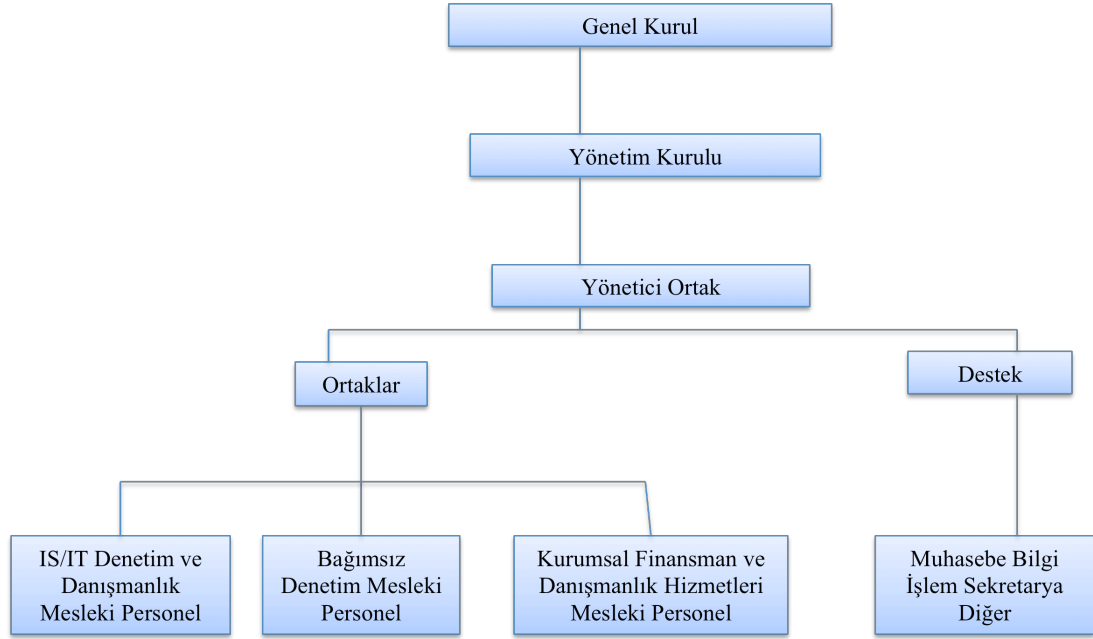 Genel Kurul
Yönetim Kurulu
Yönetici Ortak
Ortaklar
Destek
IS/IT Denetim ve
Danışmanlık
Mesleki Personel
Bağımsız
Denetim Mesleki
Personel
Kurumsal Finansman ve
Danışmanlık Hizmetleri
Mesleki Personel
Muhasebe Bilgi
İşlem Sekretarya
Diğer